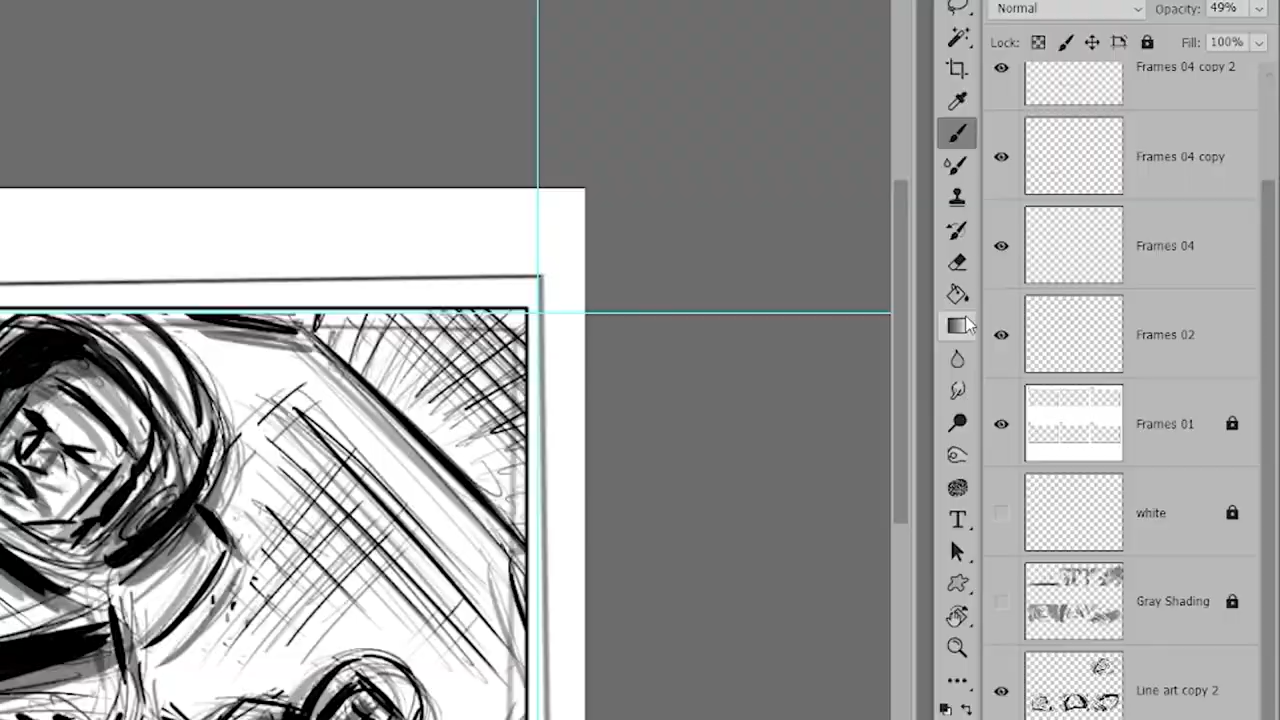 Normal
Opacity: 49%
Lock:
Fill: 100%
Frames 04 copy 2
Frames 04 copy
Frames 04
Frames 02
Frames 01
white
Gray Shading
Line art copy 2